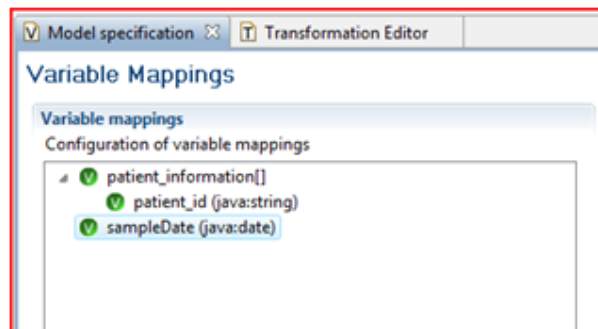 Model specification
Transformation Editor
Variable Mappings
Variable mappings
Configuration of variable mappings
patient_information[]
patient_id (java:string)
sampleDate (java:date)